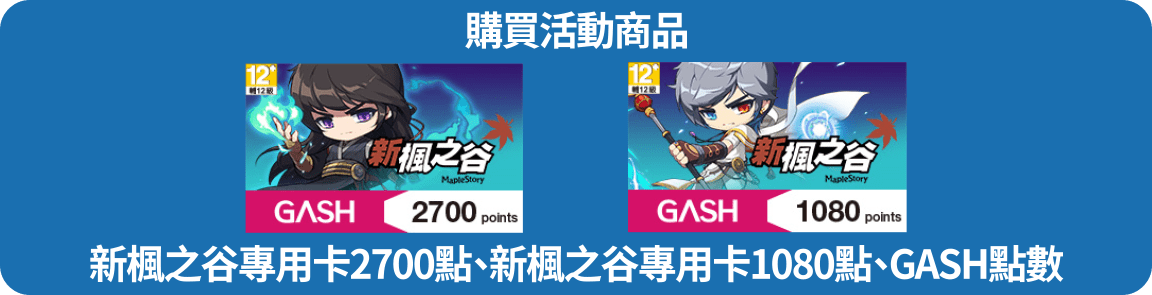 購買活動商品
12+
輔12級
新楓之谷
MapleStory
GASH 2700 points
12+
輔12級
新楓之谷
MapleStory
GASH 1080 points
新楓之谷專用卡2700點、新楓之谷專用卡1080點、GASH點數